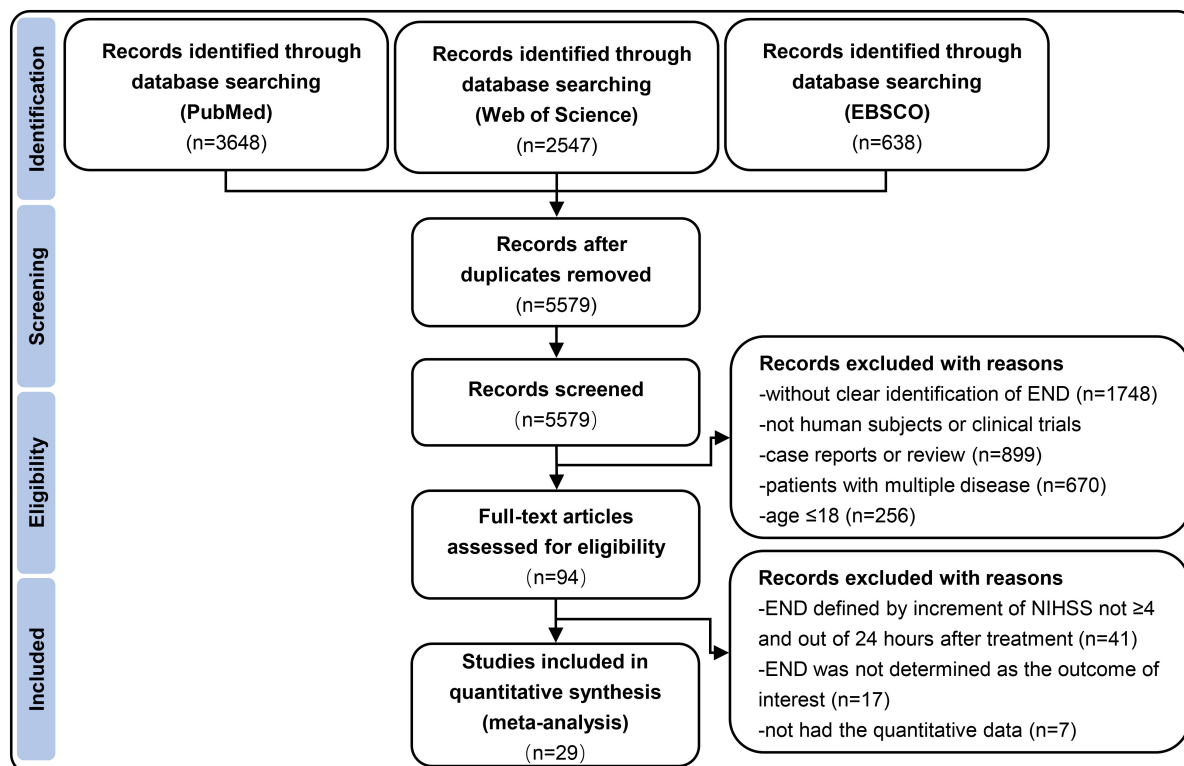 Identification
Records identified through
database searching
(PubMed)
(n=3648)
Records identified through
database searching
(Web of Science)
(n=2547)
Records identified through
database searching
(EBSCO)
(n=638)
Screening
Records after
duplicates removed
(n=5579)
Records screened
(n=5579)
Records excluded with reasons
-without clear identification of END (n=1748)
-not human subjects or clinical trials
-case reports or review (n=899)
-patients with multiple disease (n=670)
-age ≤18 (n=256)
Eligibility
Full-text articles
assessed for eligibility
(n=94)
Records excluded with reasons
-END defined by increment of NIHSS not ≥4
and out of 24 hours after treatment (n=41)
-END was not determined as the outcome of
interest (n=17)
-not had the quantitative data (n=7)
Included
Studies included in
quantitative synthesis
(meta-analysis)
(n=29)